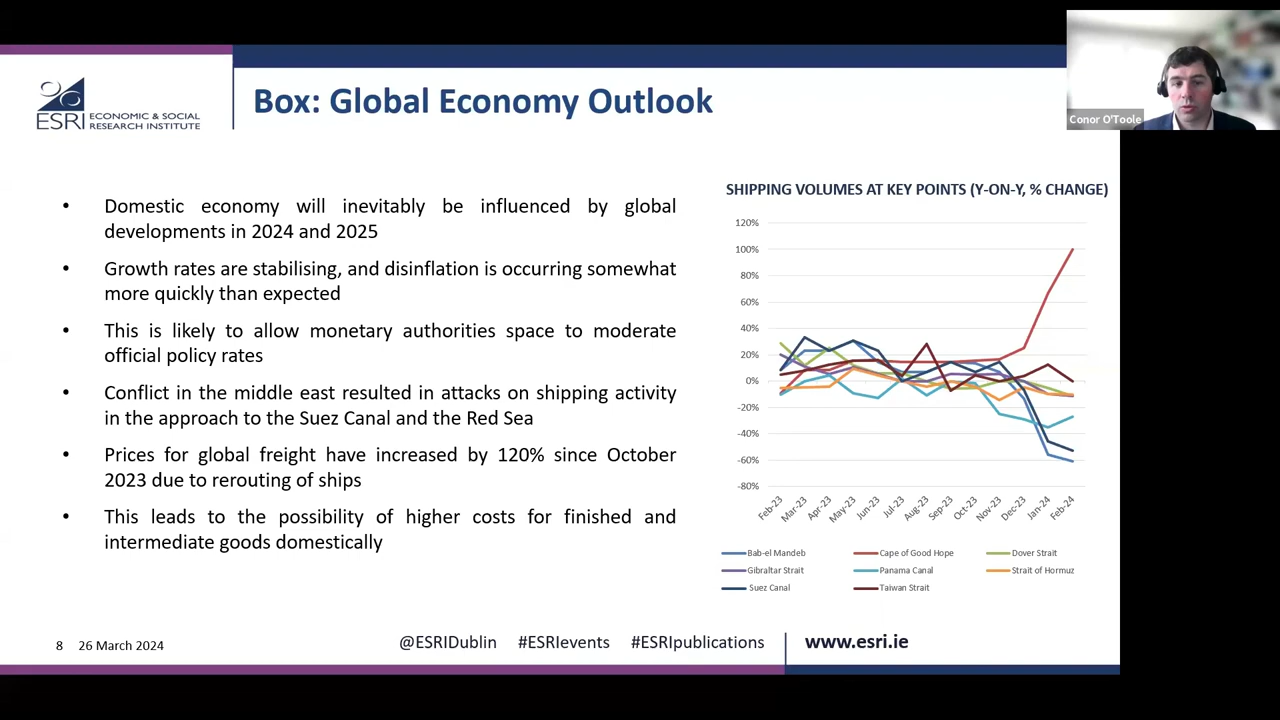 Conor O'Toole
ESRI
ECONOMIC & SOCIAL
RESEARCH INSTITUTE
Box: Global Economy Outlook
• Domestic economy will inevitably be influenced by global
developments in 2024 and 2025
• Growth rates are stabilising, and disinflation is occurring somewhat
more quickly than expected
• This is likely to allow monetary authorities space to moderate
official policy rates
• Conflict in the middle east resulted in attacks on shipping activity
in the approach to the Suez Canal and the Red Sea
• Prices for global freight have increased by 120% since October
2023 due to rerouting of ships
• This leads to the possibility of higher costs for finished and
intermediate goods domestically
SHIPPING VOLUMES AT KEY POINTS (Y-ON-Y, % CHANGE)
120%
100%
80%
60%
40%
20%
0%
-20%
-40%
-60%
-80%
Feb-23 Mar-23 Apr-23 May-23 Jun-23 Jul-23 Aug-23 Sep-23 Oct-23 Nov-23 Dec-23 Jan-24 Feb-24
Bab-el Mandeb Cape of Good Hope Dover Strait
Gibraltar Strait Panama Canal Strait of Hormuz
Suez Canal Taiwan Strait
8 26 March 2024
@ESRIDublin #ESRIevents #ESRIpublications www.esri.ie